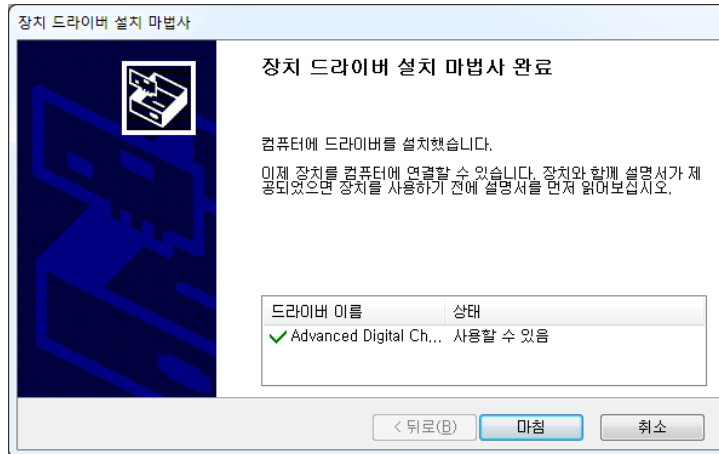 장치 드라이버 설치 마법사
장치 드라이버 설치 마법사 완료
컴퓨터에 드라이버를 설치했습니다.
이제 장치를 컴퓨터에 연결할 수 있습니다. 장치와 함께 설명서가 제
공되었으면 장치를 사용하기 전에 설명서를 먼저 읽어보십시오.
드라이버 이름 상태
Advanced Digital Ch... 사용할 수 있음
< 뒤로(B) 마침 취소